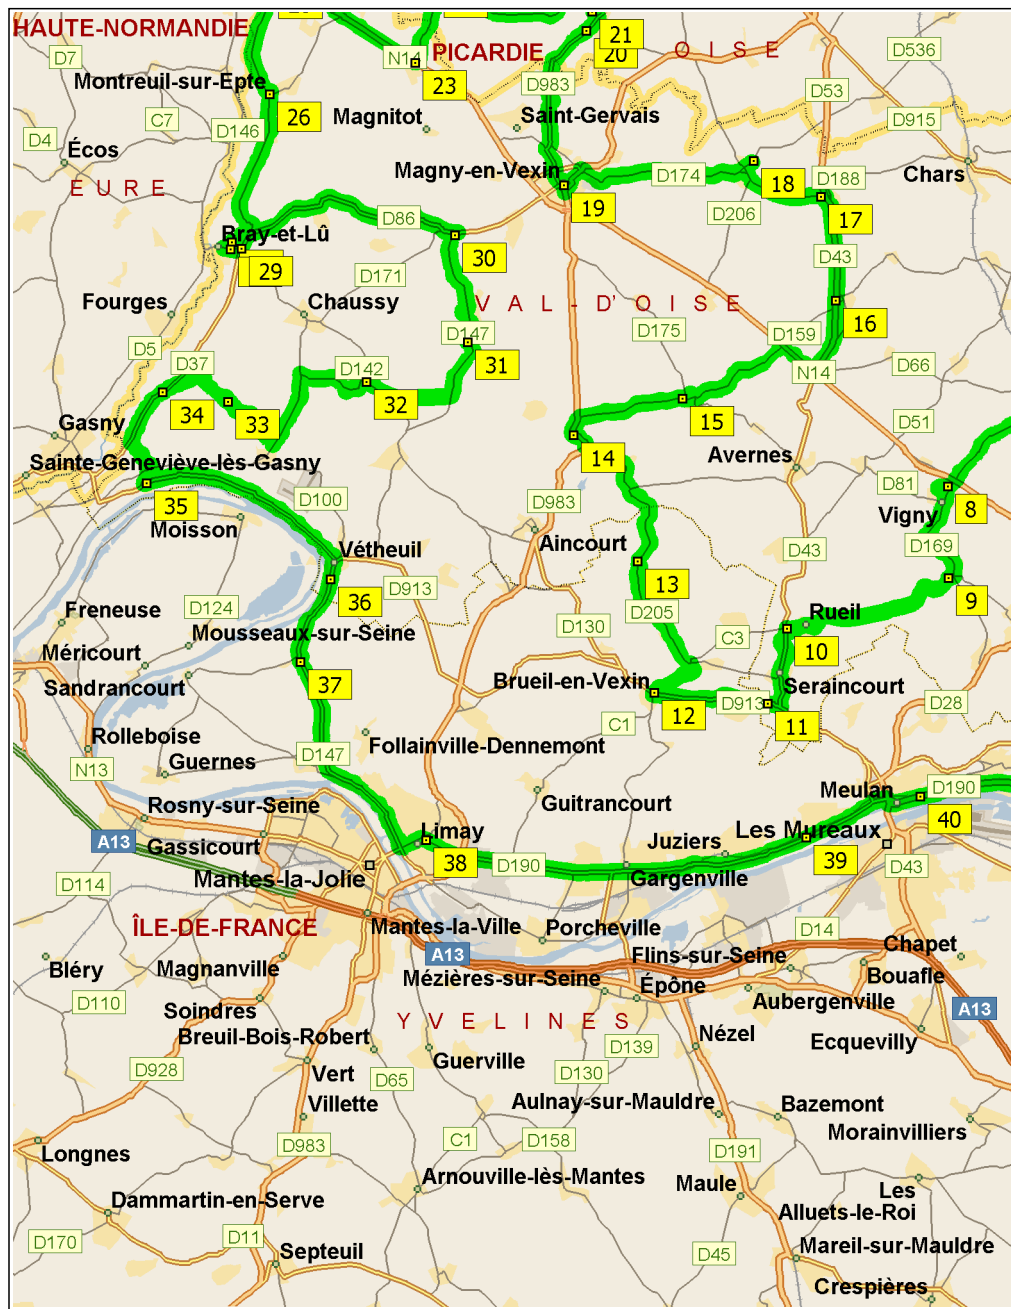 HAUTE-NORMANDIE
D7
N14
PICARDIE
21
20
OISE
D536
Montreuil-sur-Epte
23
D983
D53
26
C7
D146
Magnitot
Saint-Gervais
D915
D4
Écos
EURE
Magny-en-Vexin
D174
18
D188
Chars
19
D206
17
D86
Bray-et-Lû
30
D43
29
D171
Fourges
Chaussy
VAL-D'OISE
16
D175
D159
D147
D5
D37
31
D142
N14
D66
34
33
32
15
Gasny
14
D51
Avernes
Sainte-Geneviève-lès-Gasny
D81
35
D100
D983
8
Moisson
Vigny
Vétheuil
Aincourt
D43
D169
13
36
D913
9
Freneuse
D124
D205
Rueil
Mousseaux-sur-Seine
D130
C3
10
Méricourt
37
Brueil-en-Vexin
Seraincourt
Sandrancourt
12
D913
11
D28
C1
Rolleboise
D147
Follainville-Dennemont
N13
Guernes
Meulan
D190
Rosny-sur-Seine
Guitrancourt
40
A13
Gassicourt
Limay
Juziers
Les Mureaux
39
38
D190
D43
Mantes-la-Jolie
Gargenville
D114
ÎLE-DE-FRANCE
Mantes-la-Ville
Porcheville
D14
Chapet
A13
Bléry
Magnanville
Mézières-sur-Seine
Flins-sur-Seine
Bouafle
D110
Épône
Aubergenville
Soindres
YVELINES
A13
Breuil-Bois-Robert
Nézel
Ecquevilly
Guerville
D139
D928
Vert
D65
D130
Villette
Aulnay-sur-Mauldre
Bazemont
Morainvilliers
Longnes
D983
C1
D158
D191
Arnouville-lès-Mantes
Maule
Les
Alluets-le-Roi
Dammartin-en-Serve
D170
D11
Septeuil
D45
Mareil-sur-Mauldre
Crespières